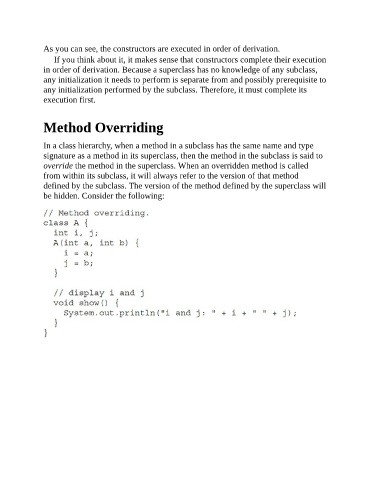 As you can see, the constructors are executed in order of derivation.
If you think about it, it makes sense that constructors complete their execution
in order of derivation. Because a superclass has no knowledge of any subclass,
any initialization it needs to perform is separate from and possibly prerequisite to
any initialization performed by the subclass. Therefore, it must complete its
execution first.
Method Overriding
In a class hierarchy, when a method in a subclass has the same name and type
signature as a method in its superclass, then the method in the subclass is said to
override the method in the superclass. When an overridden method is called
from within its subclass, it will always refer to the version of that method
defined by the subclass. The version of the method defined by the superclass will
be hidden. Consider the following:
// Method overriding.
class A {
  int i, j;
  A(int a, int b) {
    i = a;
    j = b;
  }
  // display i and j
  void show() {
    System.out.println("i and j: " + i + " " + j);
  }
}